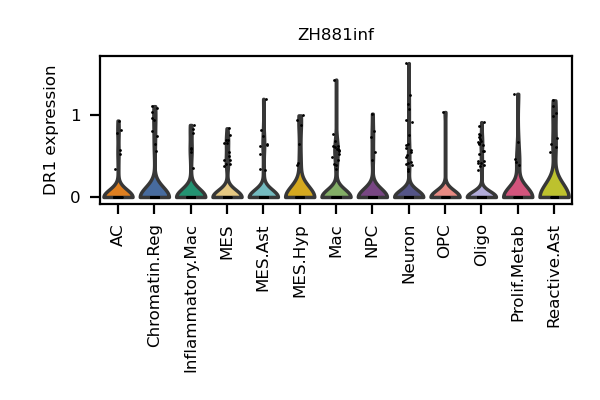 ZH881inf
DR1 expression
1
0
AC
Chromatin.Reg
Inflammatory.Mac
MES
MES.Ast
MES.Hyp
Mac
NPC
Neuron
OPC
Oligo
Prolif.Metab
Reactive.Ast